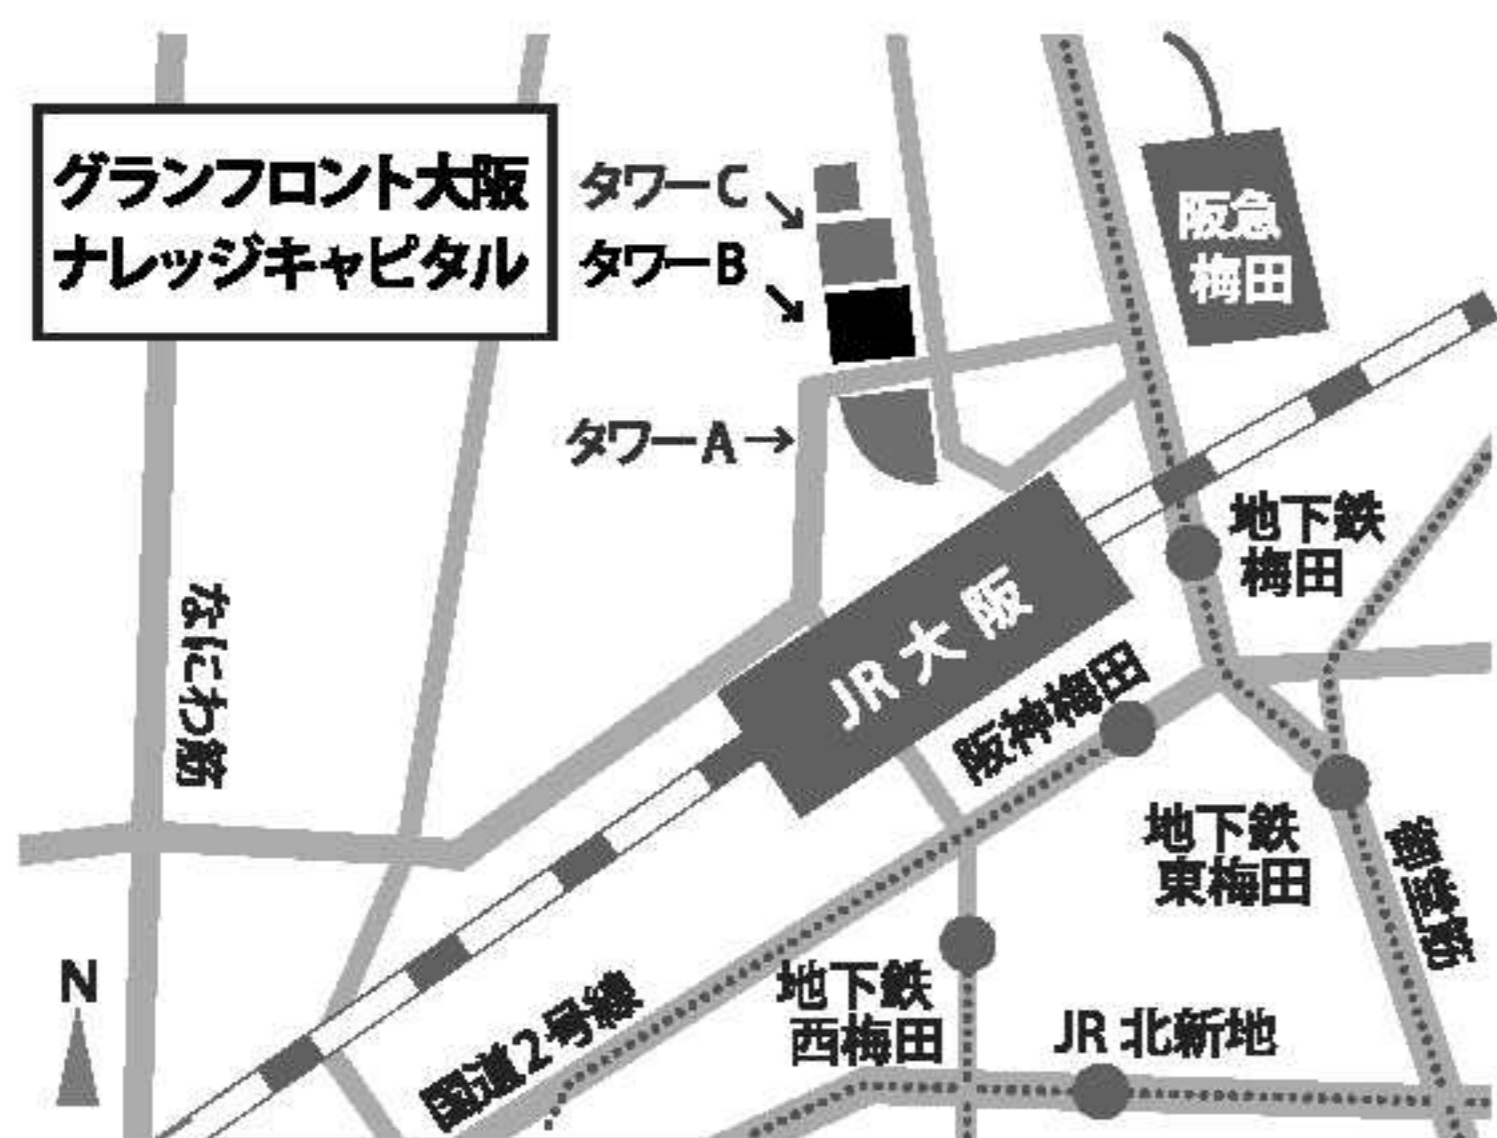 グランフロント大阪
ナレッジキャピタル
タワーC
タワーB
タワーA→
阪急
梅田
地下鉄
梅田
なにわ筋
JR大阪
阪神梅田
地下鉄
東梅田
御堂筋
N
国道2号線
地下鉄
西梅田
JR 北新地